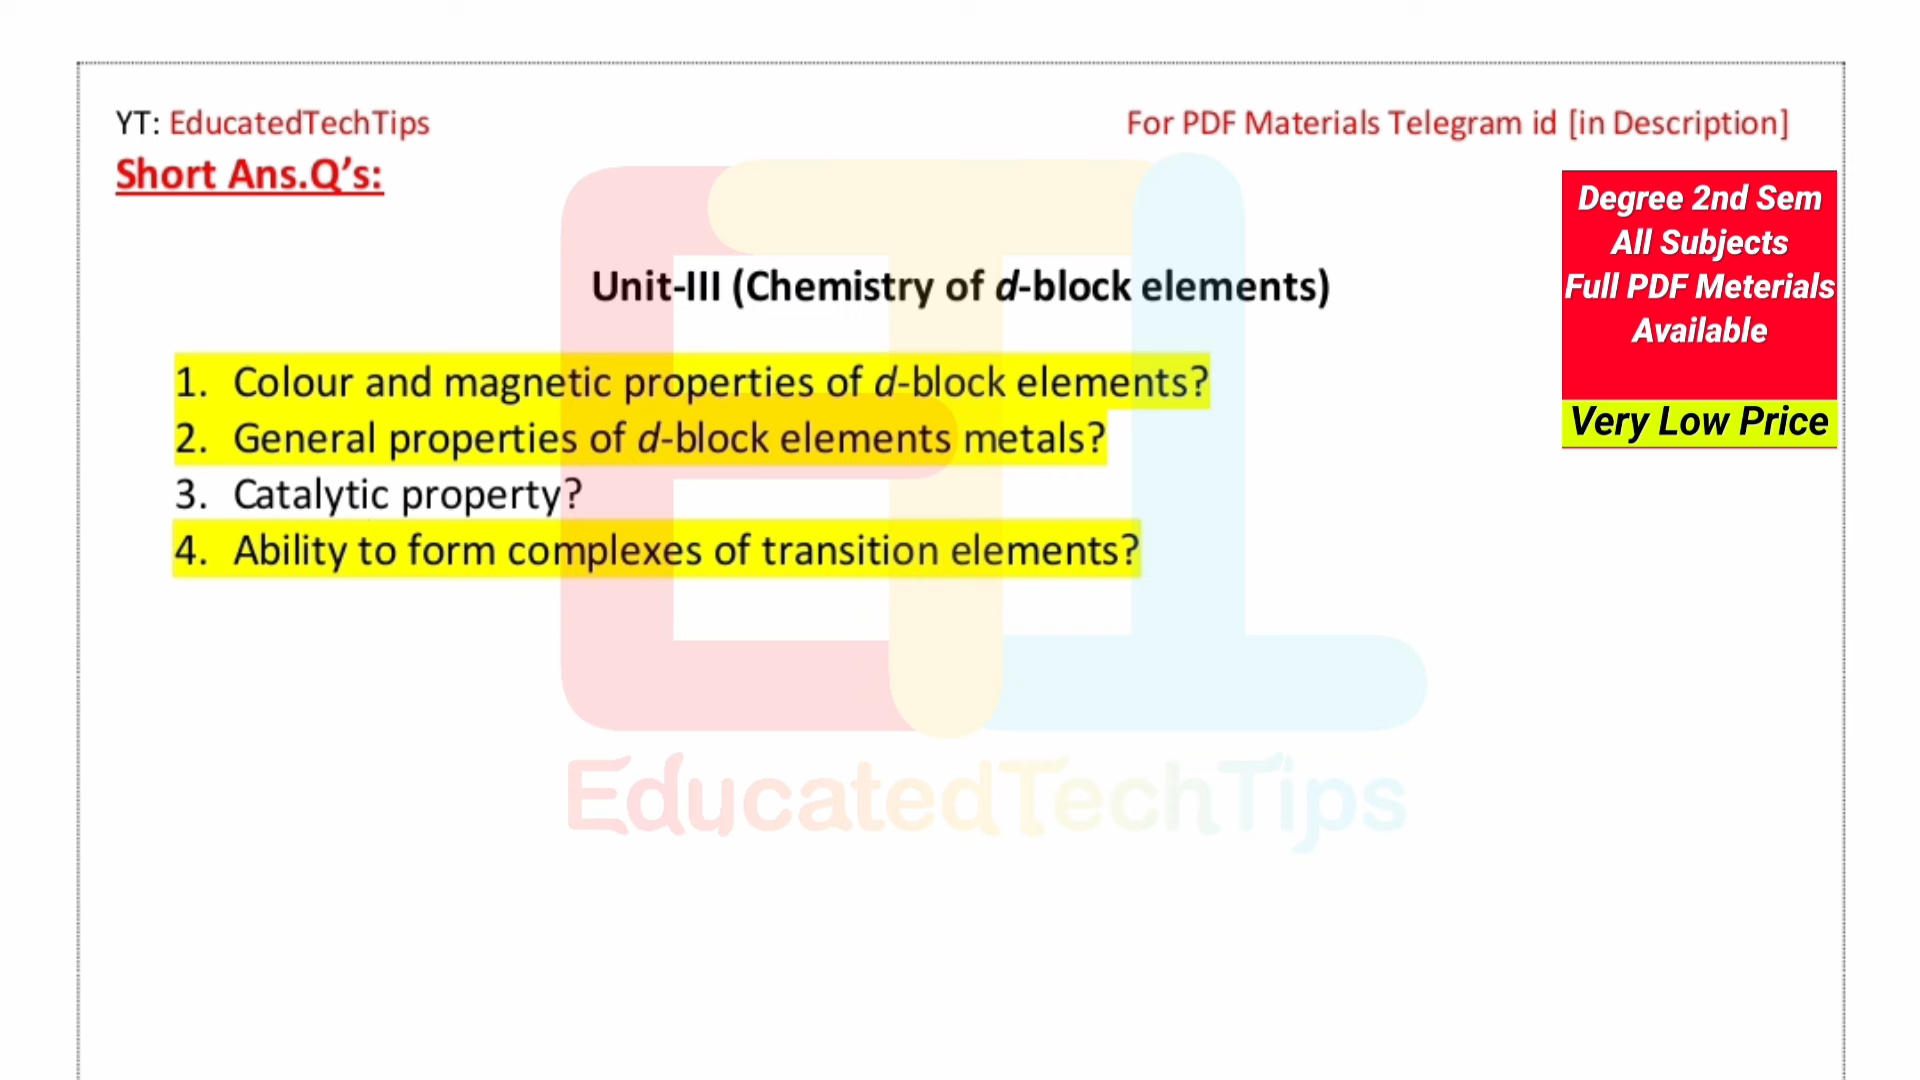 YT: EducatedTechTips
For PDF Materials Telegram id [in Description]
Short Ans.Q’s:
Degree 2nd Sem
All Subjects
Full PDF Meterials
Available
Very Low Price
Unit-III (Chemistry of d-block elements)
1. Colour and magnetic properties of d-block elements?
2. General properties of d-block elements metals?
3. Catalytic property?
4. Ability to form complexes of transition elements?
EducatedTechTips